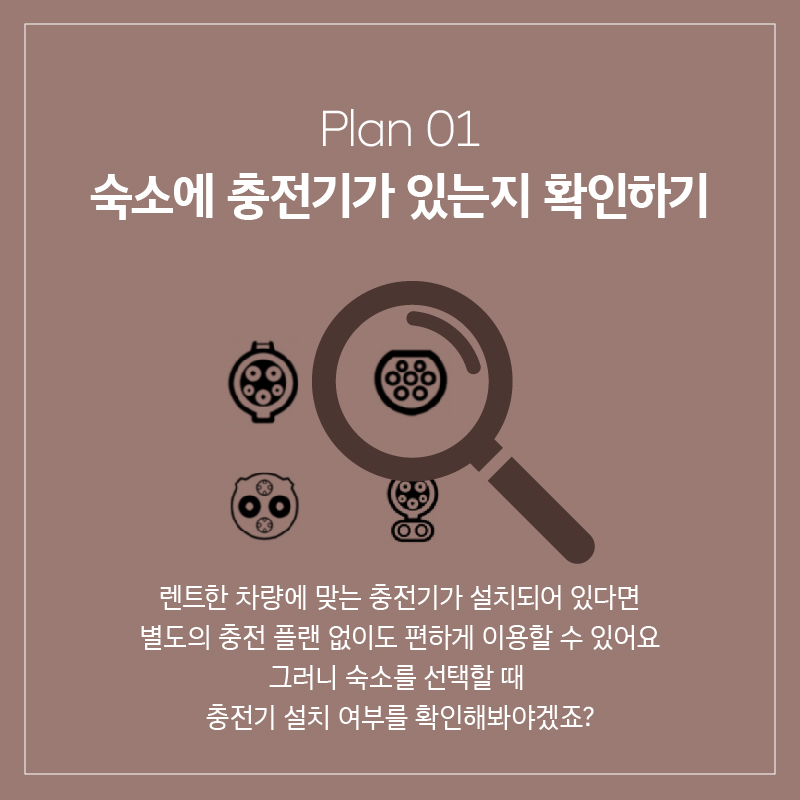 Plan 01
숙소에 충전기가 있는지 확인하기
렌트한 차량에 맞는 충전기가 설치되어 있다면
별도의 충전 플랜 없이도 편하게 이용할 수 있어요
그러니 숙소를 선택할 때
충전기 설치 여부를 확인해봐야겠죠?